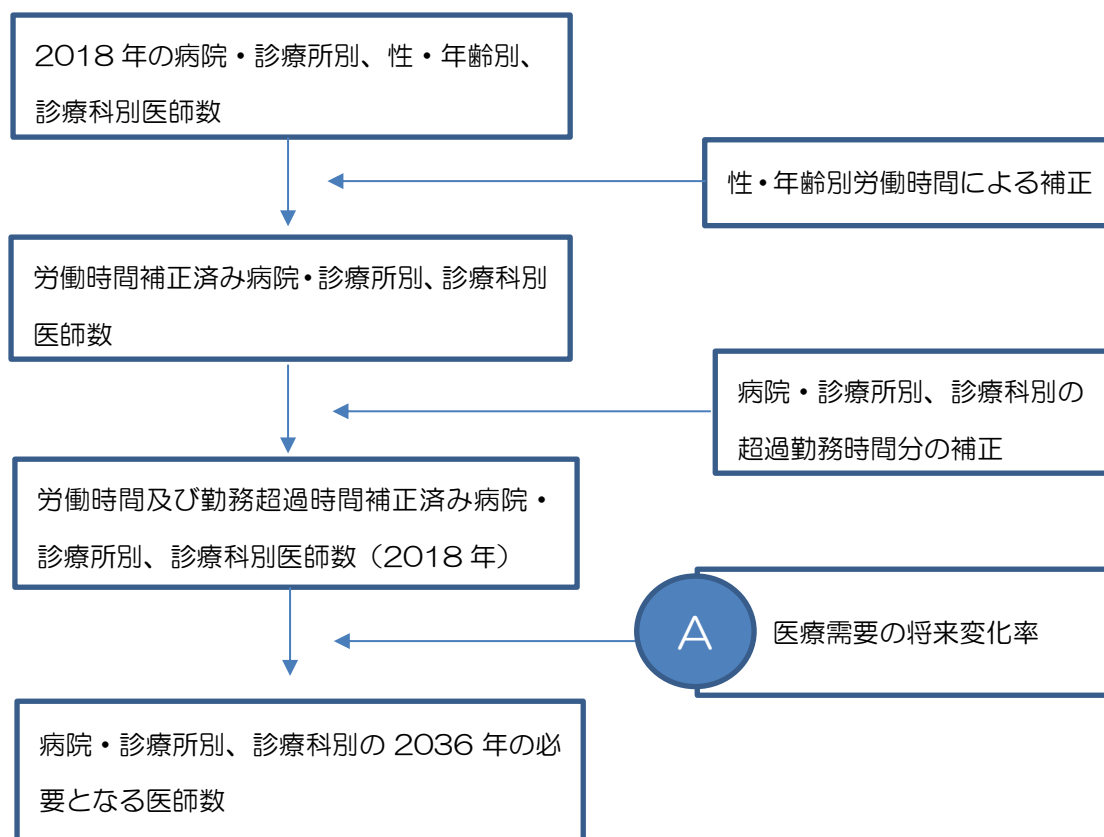 2018 年の病院・診療所別、性・年齢別、
診療科別医師数
性・年齢別労働時間による補正
労働時間補正済み病院・診療所別、診療科別
医師数
病院・診療所別、診療科別の
超過勤務時間分の補正
労働時間及び勤務超過時間補正済み病院・
診療所別、診療科別医師数（2018 年）
A
医療需要の将来変化率
病院・診療所別、診療科別の 2036 年の必
要となる医師数